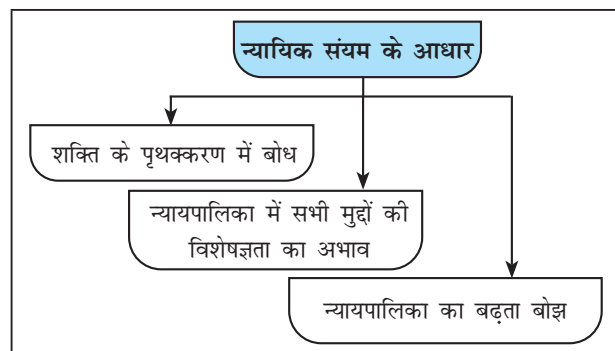 न्यायिक संयम के आधार
शक्ति के पृथक्करण में बोध
न्यायपालिका में सभी मुद्दों की
विशेषज्ञता का अभाव
न्यायपालिका का बढ़ता बोझ